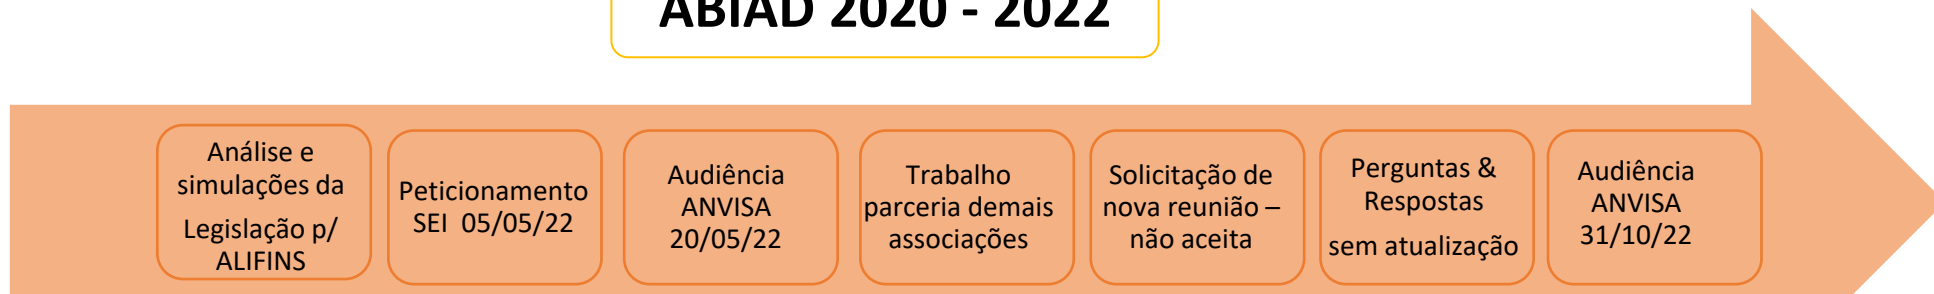 ABIAD 2020 - 2022
Análise e
simulações da
Legislação p/
ALIFINS
Peticionamento
SEI 05/05/22
Audiência
ANVISA
20/05/22
Trabalho
parceria demais
associações
Solicitação de
nova reunião –
não aceita
Perguntas &
Respostas
sem atualização
Audiência
ANVISA
31/10/22